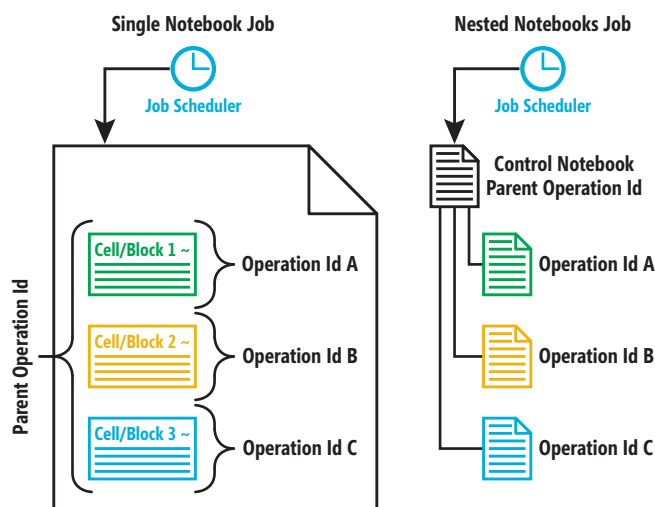 Single Notebook Job
Job Scheduler
Parent Operation Id
Cell/Block 1 ~
Operation Id A
Cell/Block 2 ~
Operation Id B
Cell/Block 3 ~
Operation Id C
Nested Notebooks Job
Job Scheduler
Control Notebook
Parent Operation Id
Operation Id A
Operation Id B
Operation Id C